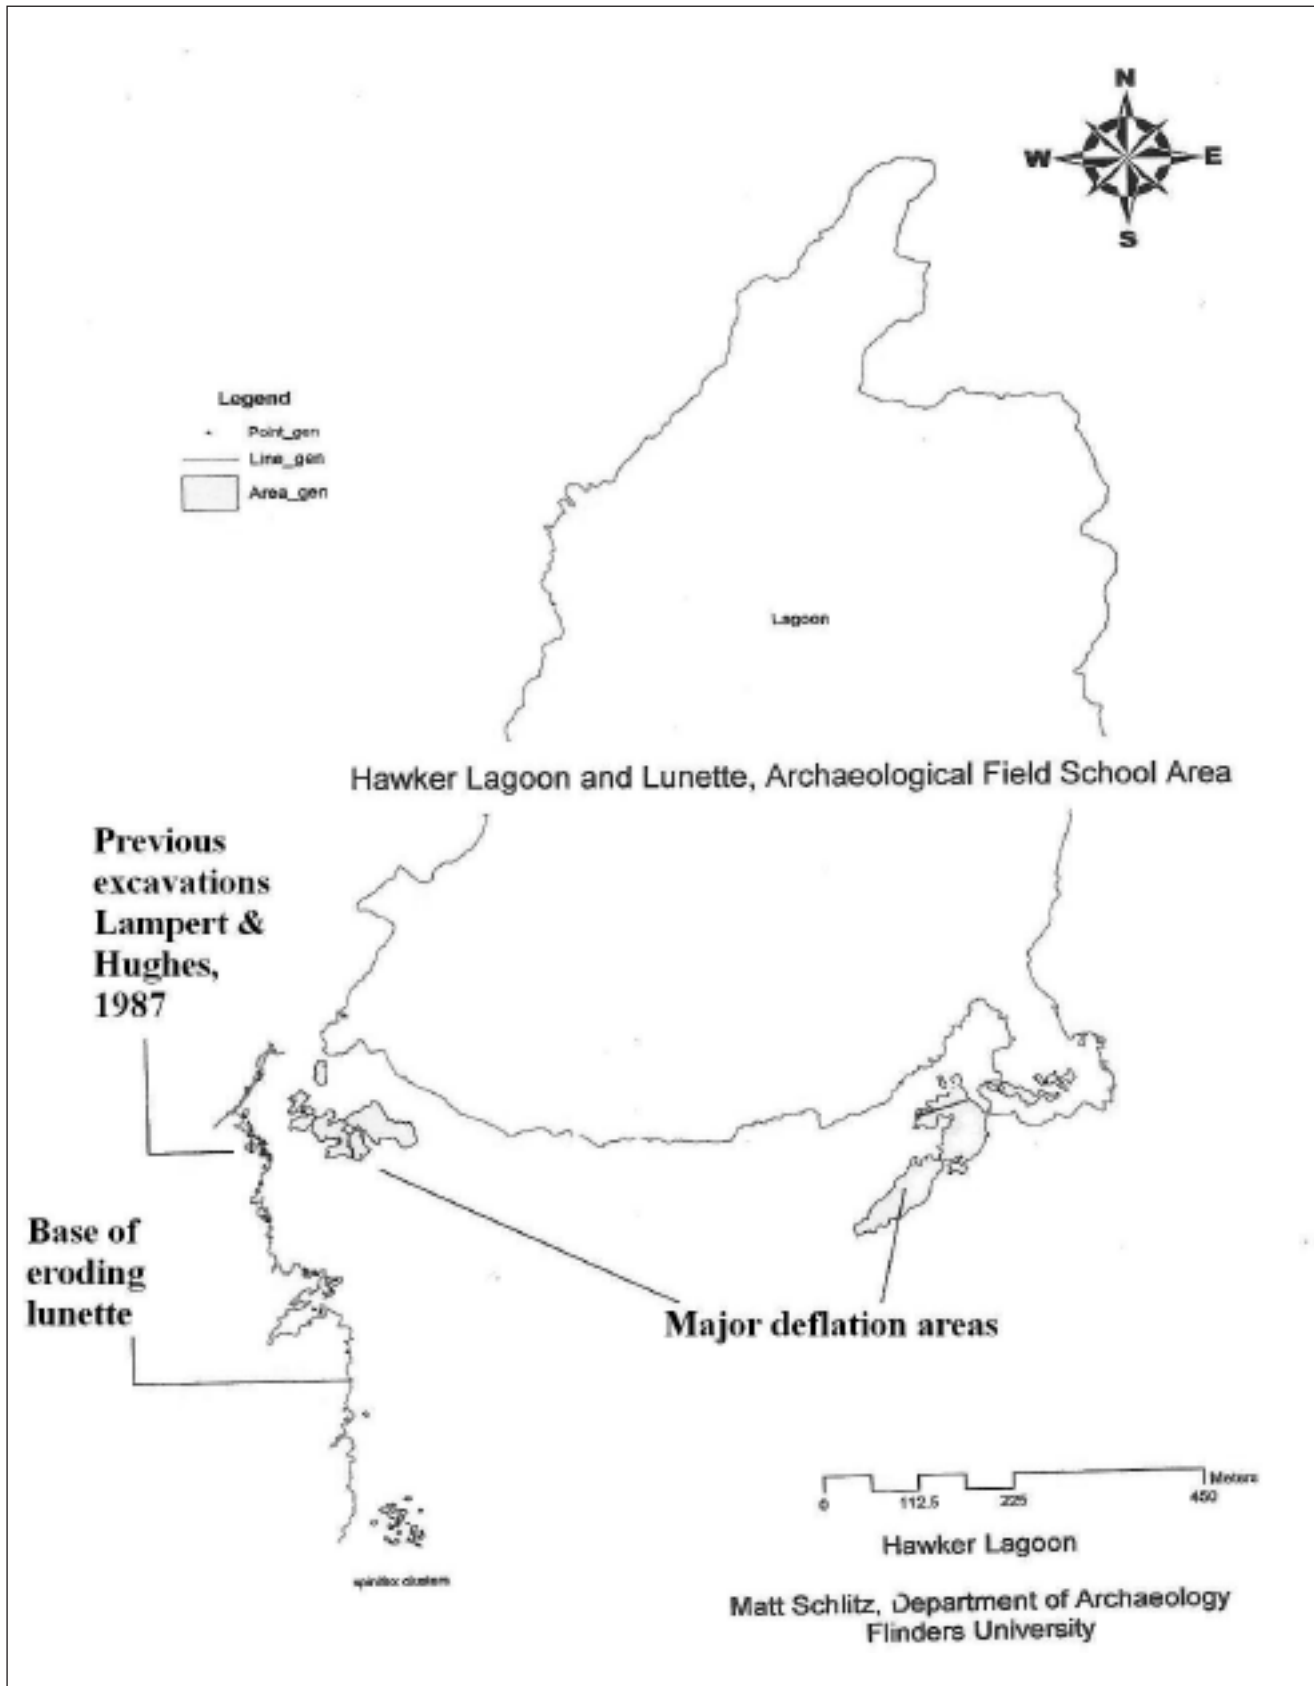 N
W
E
S
Legend
Point_gen
Line_gen
Area_gen
Lagoon
Hawker Lagoon and Lunette, Archaeological Field School Area
Previous
excavations
Lampert &
Hughes,
1987
Base of
eroding
lunette
Major deflation areas
Meters
0
112.5
225
450
Hawker Lagoon
spinifex clusters
Matt Schlitz, Department of Archaeology
Flinders University